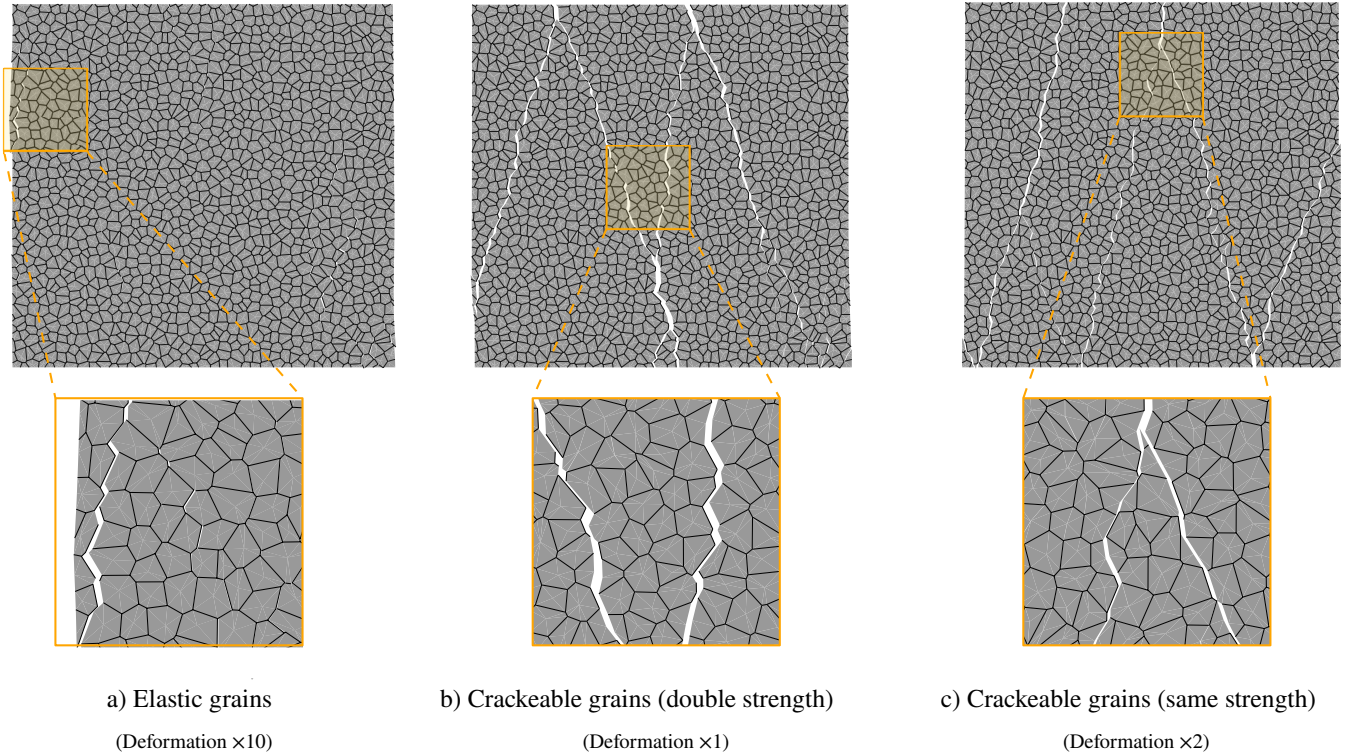 a) Elastic grains
b) Crackeable grains (double strength)
c) Crackeable grains (same strength)
(Deformation ×10)
(Deformation ×1)
(Deformation ×2)